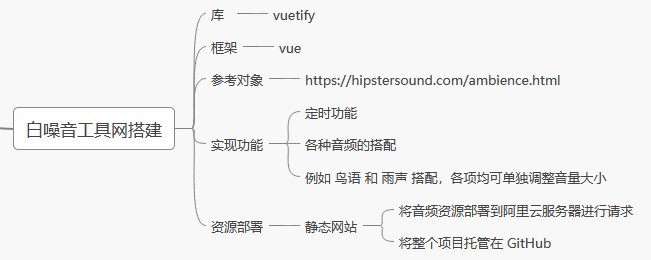 库
vuetify
框架
vue
参考对象
https://hipstersound.com/ambience.html
白噪音工具网搭建
实现功能
定时功能
各种音频的搭配
例如 鸟语 和 雨声 搭配，各项均可单独调整音量大小
资源部署
静态网站
将音频资源部署到阿里云服务器进行请求
将整个项目托管在 GitHub